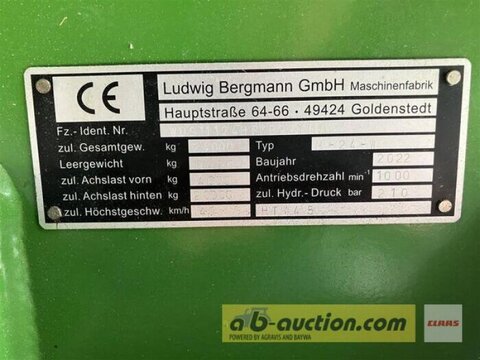 CE
Ludwig Bergmann GmbH Maschinenfabrik
Hauptstraße 64-66 · 49424 Goldenstedt
Fz.- Ident. Nr.
zul. Gesamtgew. kg Typ
Leergewicht kg Baujahr 2022
zul. Achslast vorn kg Antriebsdrehzahl min-1 1000
zul. Achslast hinten kg zul. Hydr.- Druck bar 210
zul. Höchstgeschw. km/h
ab-auction.com
POWERED BY AGRAVIS AND BAYWA
CLAAS